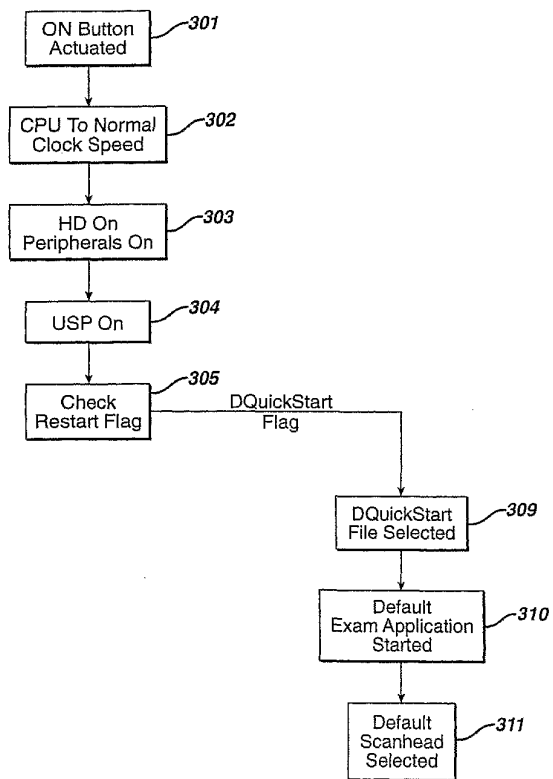 ON Button
Actuated
301
CPU To Normal
Clock Speed
302
HD On
Peripherals On
303
USP On
304
Check
Restart Flag
305
DQuickStart
Flag
DQuickStart
File Selected
309
Default
Exam Application
Started
310
Default
Scanhead
Selected
311